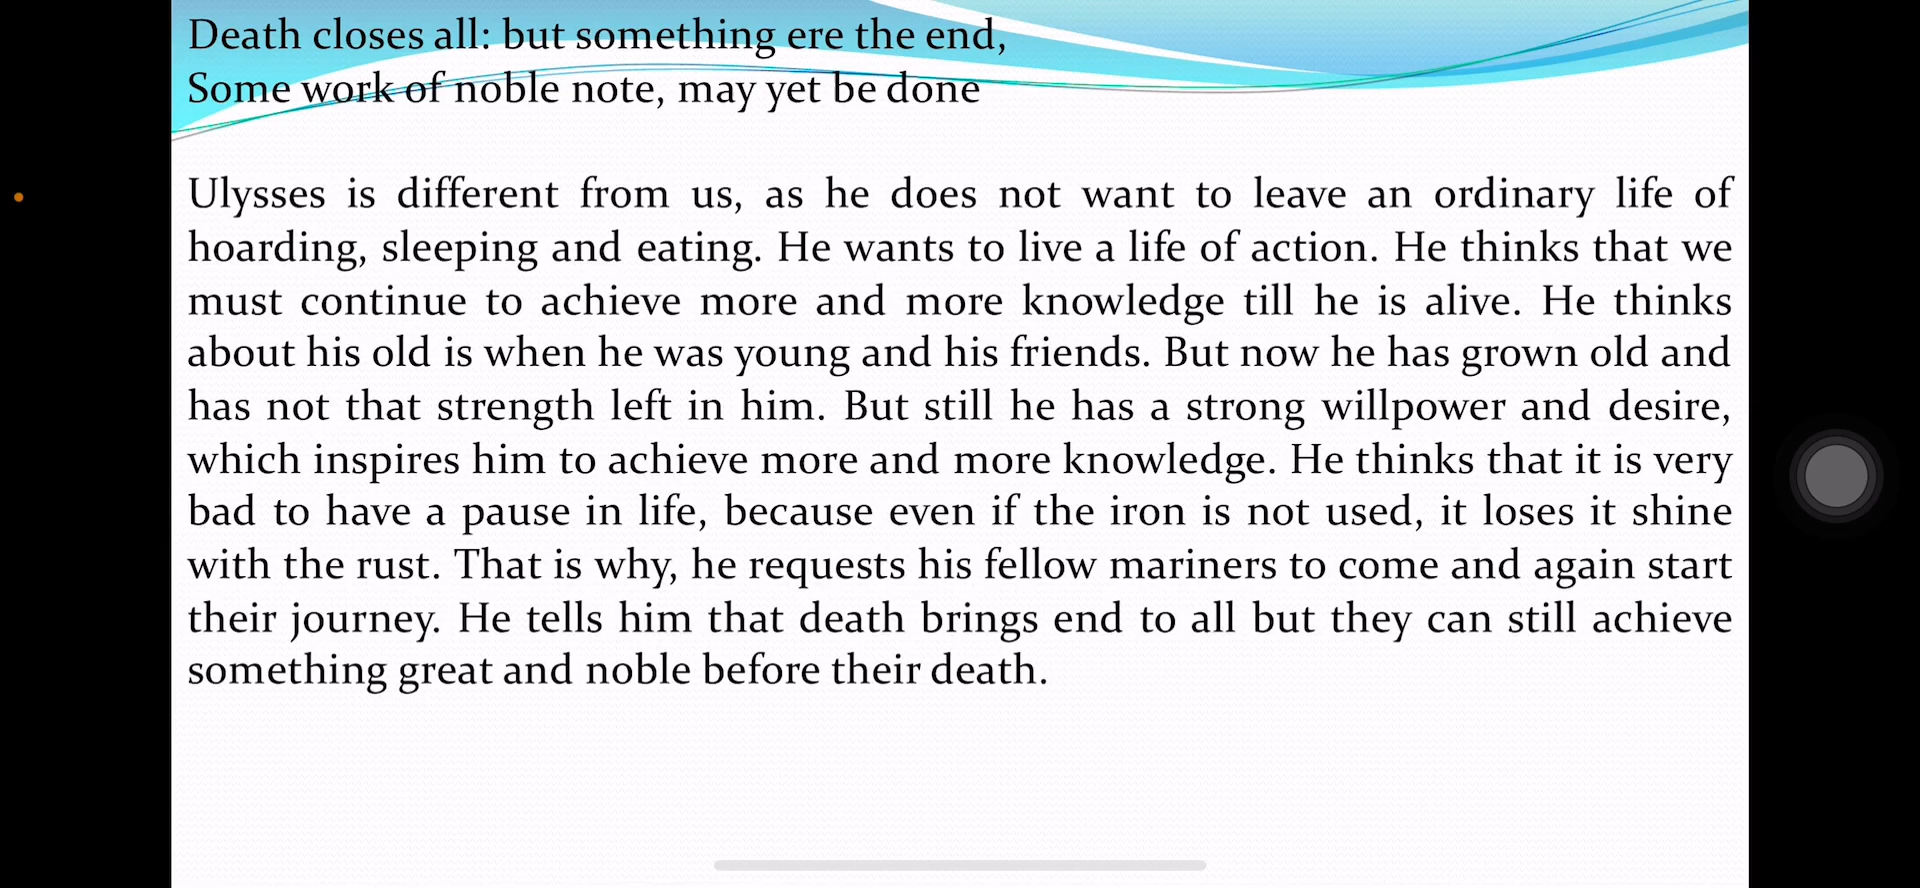 Death closes all: but something ere the end,
Some work of noble note, may yet be done
Ulysses is different from us, as he does not want to leave an ordinary life of
hoarding, sleeping and eating. He wants to live a life of action. He thinks that we
must continue to achieve more and more knowledge till he is alive. He thinks
about his old is when he was young and his friends. But now he has grown old and
has not that strength left in him. But still he has a strong willpower and desire,
which inspires him to achieve more and more knowledge. He thinks that it is very
bad to have a pause in life, because even if the iron is not used, it loses it shine
with the rust. That is why, he requests his fellow mariners to come and again start
their journey. He tells him that death brings end to all but they can still achieve
something great and noble before their death.